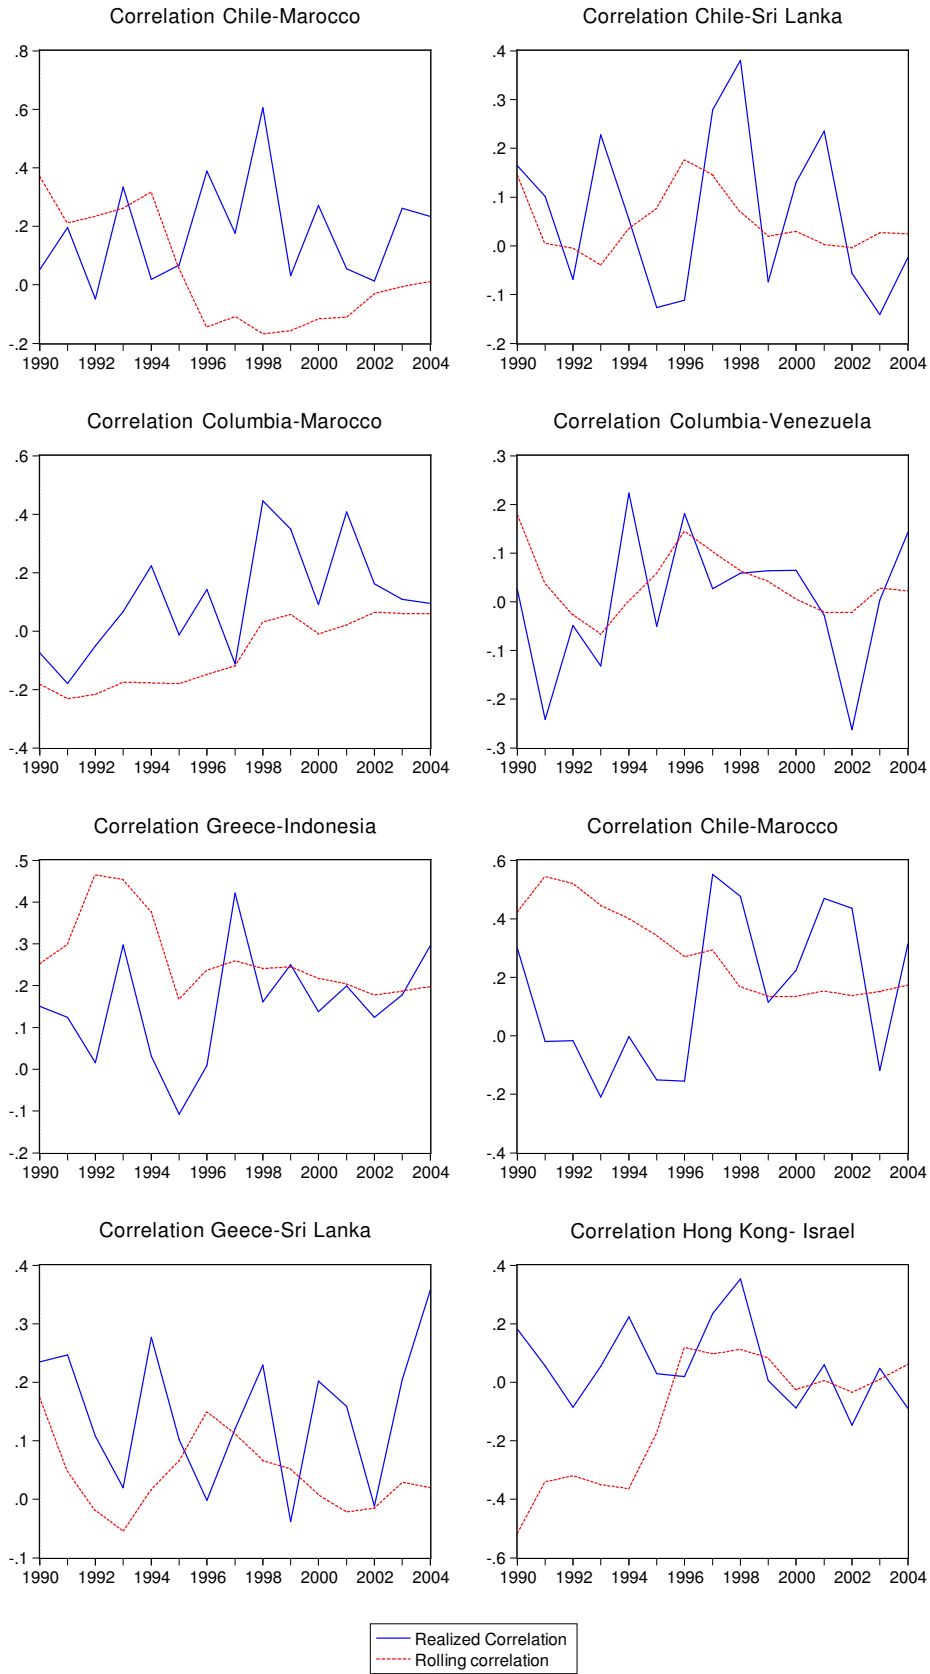 Correlation Chile-Marocco
.8
.6
.4
.2
.0
-.2
1990 1992 1994 1996 1998 2000 2002 2004
Correlation Chile-Sri Lanka
.4
.3
.2
.1
.0
-.1
-.2
1990 1992 1994 1996 1998 2000 2002 2004
Correlation Columbia-Marocco
.6
.4
.2
.0
-.2
-.4
1990 1992 1994 1996 1998 2000 2002 2004
Correlation Columbia-Venezuela
.3
.2
.1
.0
-.1
-.2
-.3
1990 1992 1994 1996 1998 2000 2002 2004
Correlation Greece-Indonesia
.5
.4
.3
.2
.1
.0
-.1
-.2
1990 1992 1994 1996 1998 2000 2002 2004
Correlation Chile-Marocco
.6
.4
.2
.0
-.2
-.4
1990 1992 1994 1996 1998 2000 2002 2004
Correlation Geece-Sri Lanka
.4
.3
.2
.1
.0
-.1
1990 1992 1994 1996 1998 2000 2002 2004
Correlation Hong Kong- Israel
.4
.2
.0
-.2
-.4
-.6
1990 1992 1994 1996 1998 2000 2002 2004
Realized Correlation
Rolling correlation